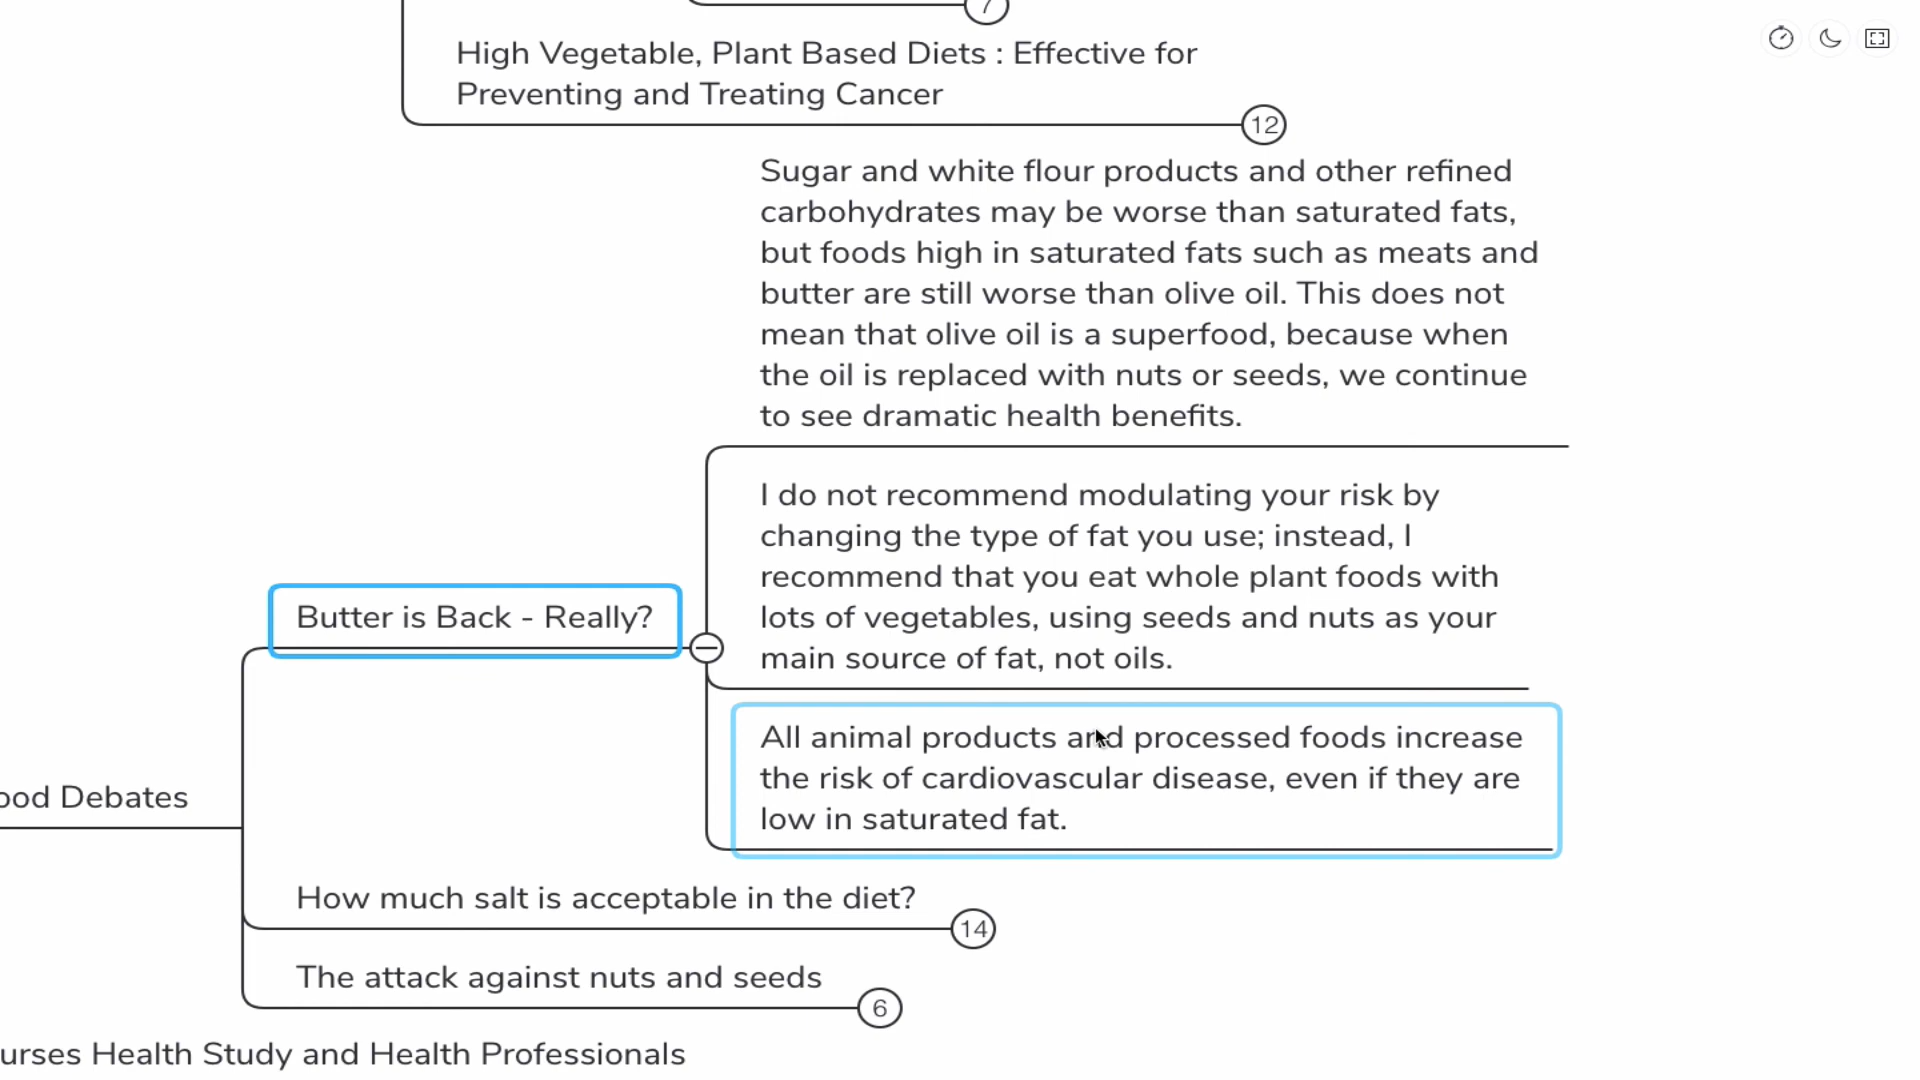 7
High Vegetable, Plant Based Diets : Effective for
Preventing and Treating Cancer
12
Sugar and white flour products and other refined
carbohydrates may be worse than saturated fats,
but foods high in saturated fats such as meats and
butter are still worse than olive oil. This does not
mean that olive oil is a superfood, because when
the oil is replaced with nuts or seeds, we continue
to see dramatic health benefits.
I do not recommend modulating your risk by
changing the type of fat you use; instead, I
recommend that you eat whole plant foods with
lots of vegetables, using seeds and nuts as your
main source of fat, not oils.
Butter is Back - Really?
All animal products and processed foods increase
the risk of cardiovascular disease, even if they are
low in saturated fat.
ood Debates
How much salt is acceptable in the diet?
14
The attack against nuts and seeds
6
urses Health Study and Health Professionals